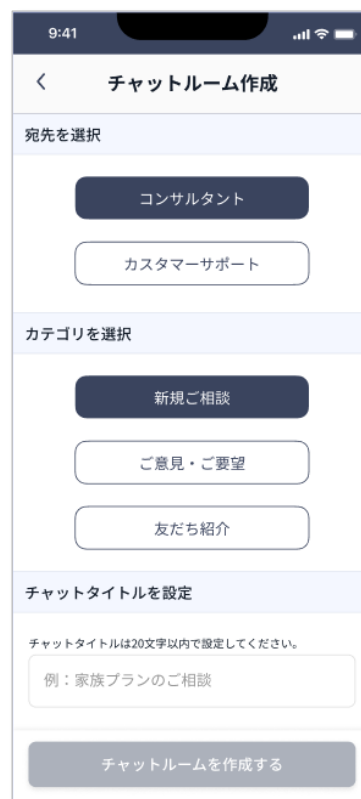 9:41
チャットルーム作成
宛先を選択
コンサルタント
カスタマーサポート
カテゴリを選択
新規ご相談
ご意見・ご要望
友だち紹介
チャットタイトルを設定
チャットタイトルは20文字以内で設定してください。
例：家族プランのご相談
チャットルームを作成する